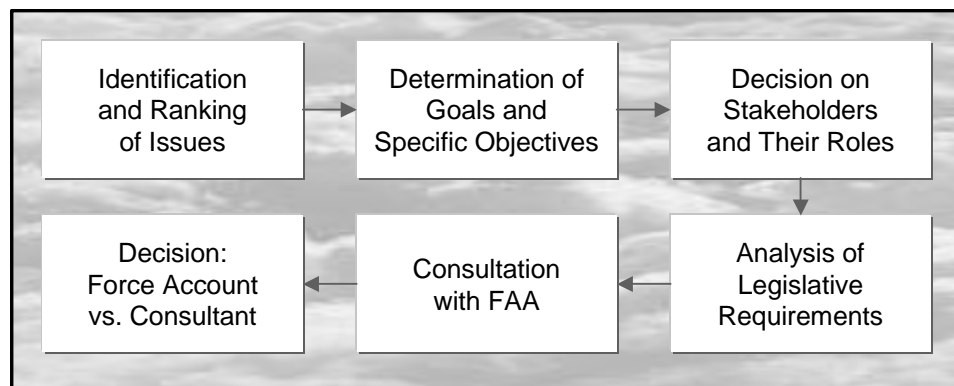 Identification
and Ranking
of Issues
Determination of
Goals and
Specific Objectives
Decision on
Stakeholders
and Their Roles
Analysis of
Legislative
Requirements
Consultation
with FAA
Decision:
Force Account
vs. Consultant